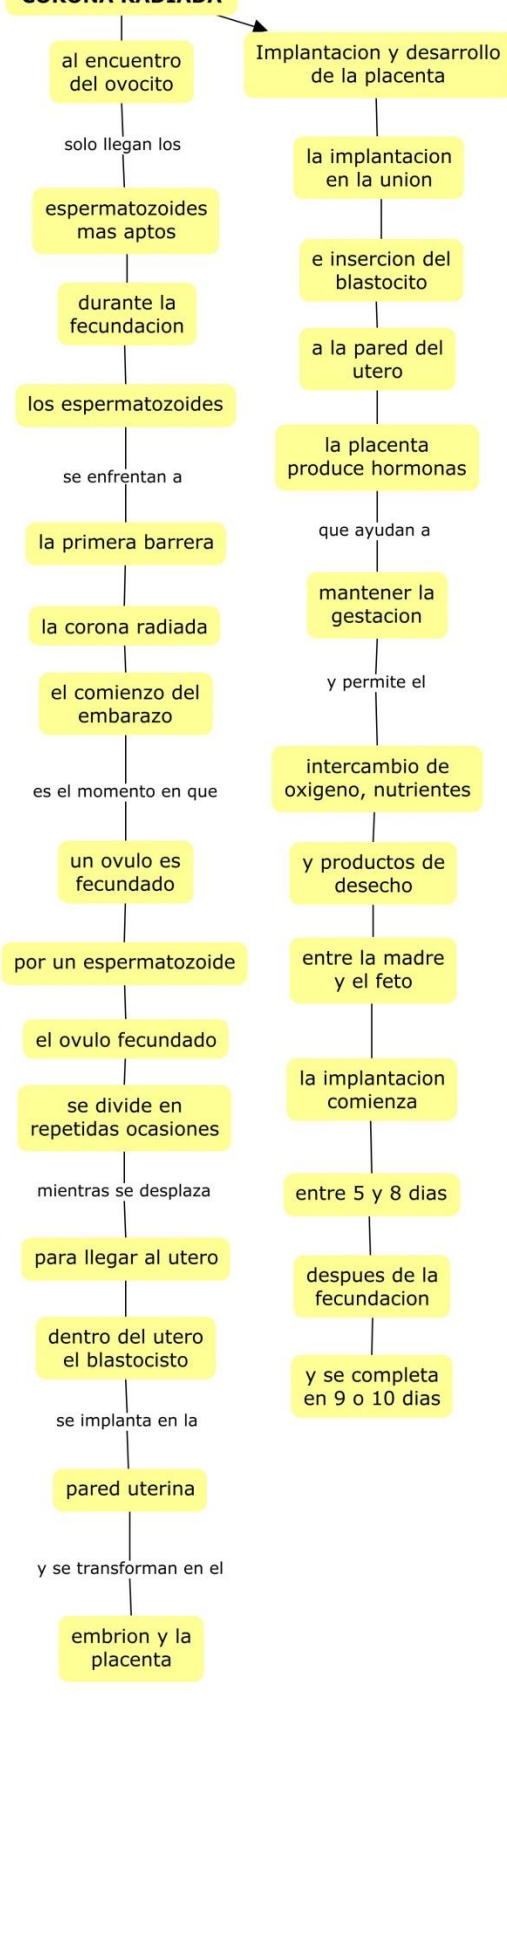 CORONA RADIADA
al encuentro
del ovocito
solo llegan los
espermatozoides
mas aptos
durante la
fecundacion
los espermatozoides
se enfrentan a
la primera barrera
la corona radiada
el comienzo del
embarazo
es el momento en que
un ovulo es
fecundado
por un espermatozoide
el ovulo fecundado
se divide en
repetidas ocasiones
mientras se desplaza
para llegar al utero
dentro del utero
el blastocisto
se implanta en la
pared uterina
y se transforman en el
embrion y la
placenta
Implantacion y desarrollo
de la placenta
la implantacion
en la union
e insercion del
blastocito
a la pared del
utero
la placenta
produce hormonas
que ayudan a
mantener la
gestacion
y permite el
intercambio de
oxigeno, nutrientes
y productos de
desecho
entre la madre
y el feto
la implantacion
comienza
entre 5 y 8 dias
despues de la
fecundacion
y se completa
en 9 o 10 dias